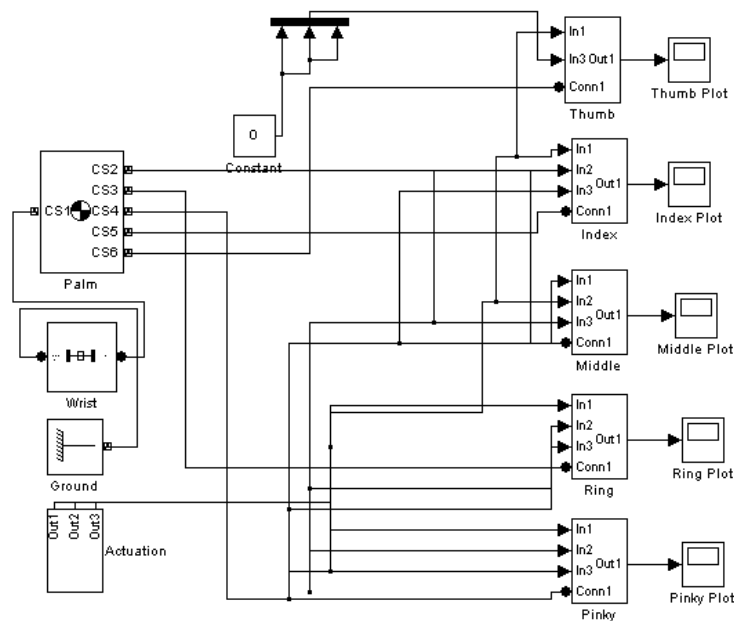 In1
In3 Out1
Conn1
Thumb
Thumb Plot
0
Constant
CS1
CS2
CS3
CS4
CS5
CS6
Palm
In1
In2
In3
Out1
Conn1
Index
Index Plot
In1
In2
In3
Out1
Conn1
Middle
Middle Plot
Wrist
Ground
In1
In2
In3
Out1
Conn1
Ring
Ring Plot
Out1
Out2
Out3
Actuation
In1
In2
In3
Out1
Conn1
Pinky
Pinky Plot